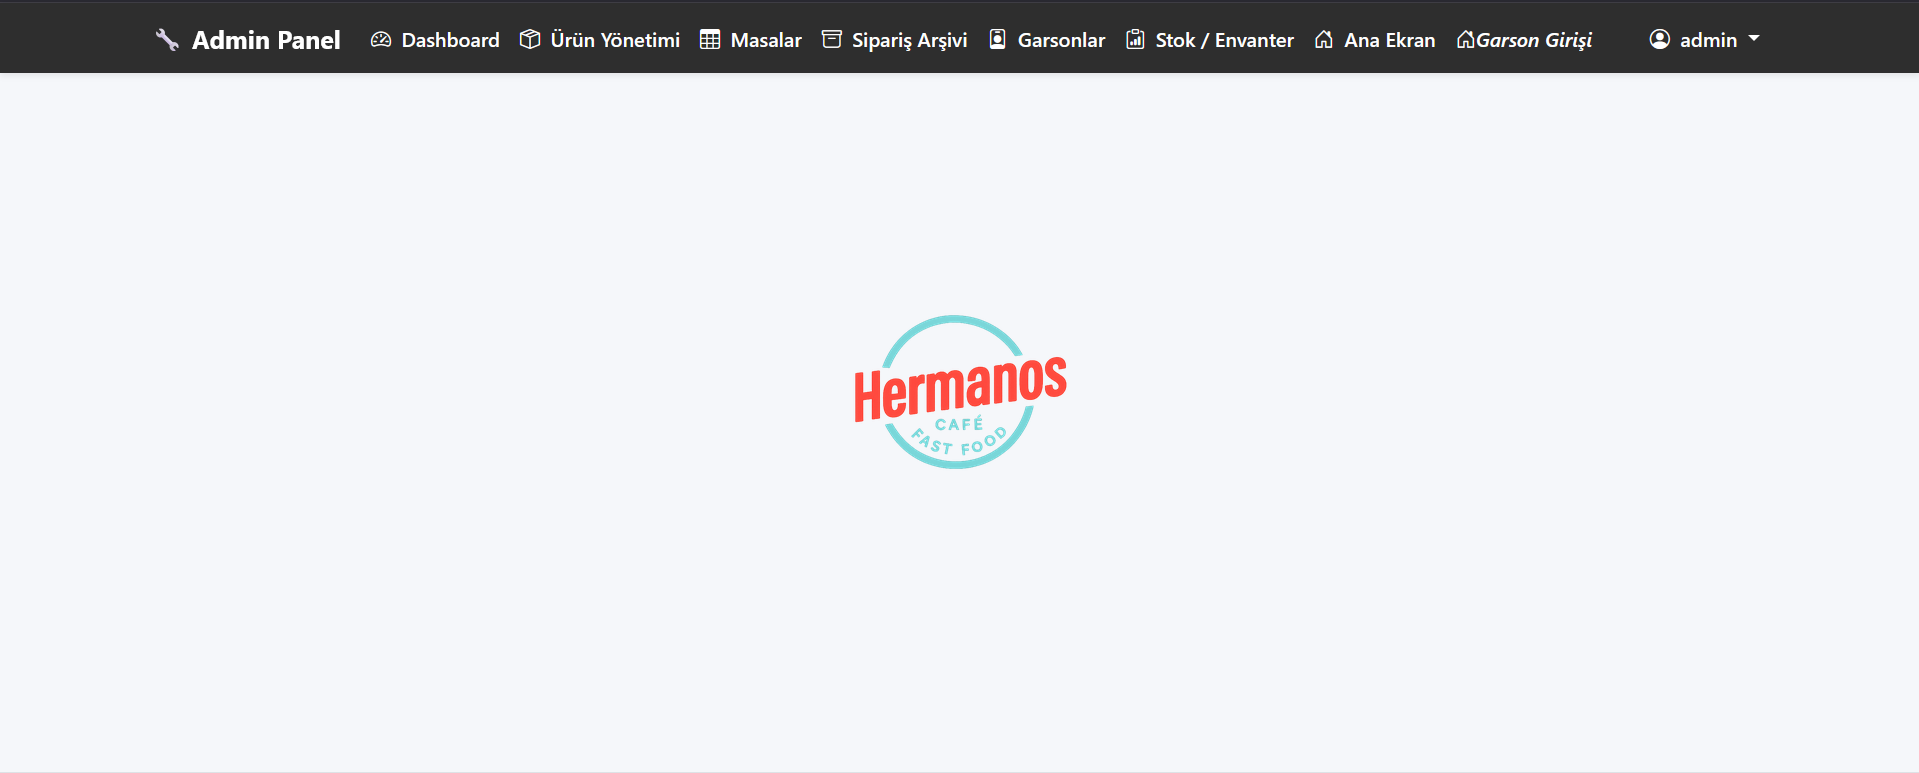 Admin Panel Dashboard Ürün Yönetimi Masalar Sipariş Arşivi Garsonlar Stok / Envanter Ana Ekran Garson Girişi admin
Hermanos
CAFÉ
FAST FOOD